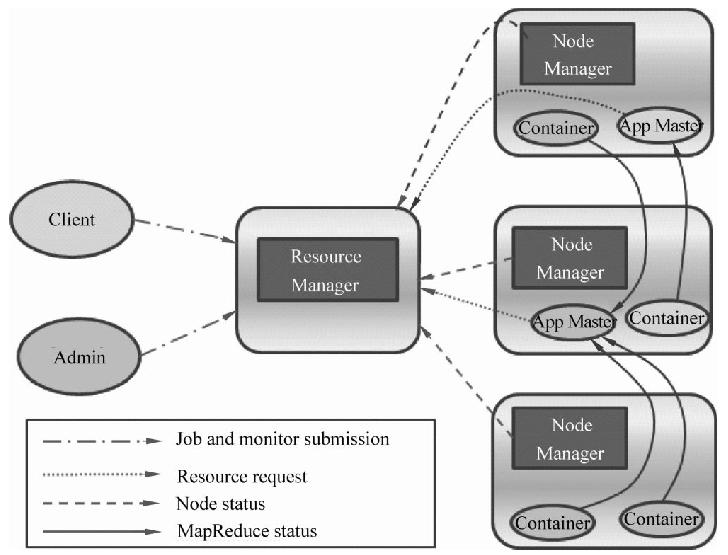 Node
Manager
Container
App Master
Client
Resource
Manager
Node
Manager
App Master
Container
Admin
Node
Manager
Container
Container
Job and monitor submission
Resource request
Node status
MapReduce status